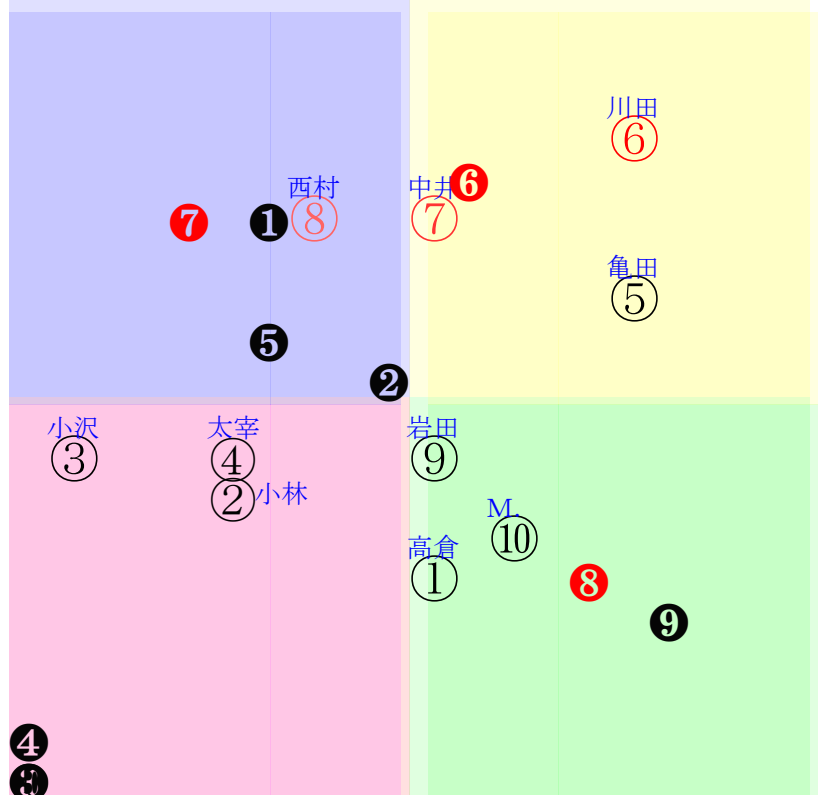 川田
⑥
西村
中井
❻
❼
❶
⑧
⑦
亀田
⑤
❺
❷
小沢
太宰
岩田
③
④
⑨
②
小林
M.
⑩
高倉
①
❽
❾
❹